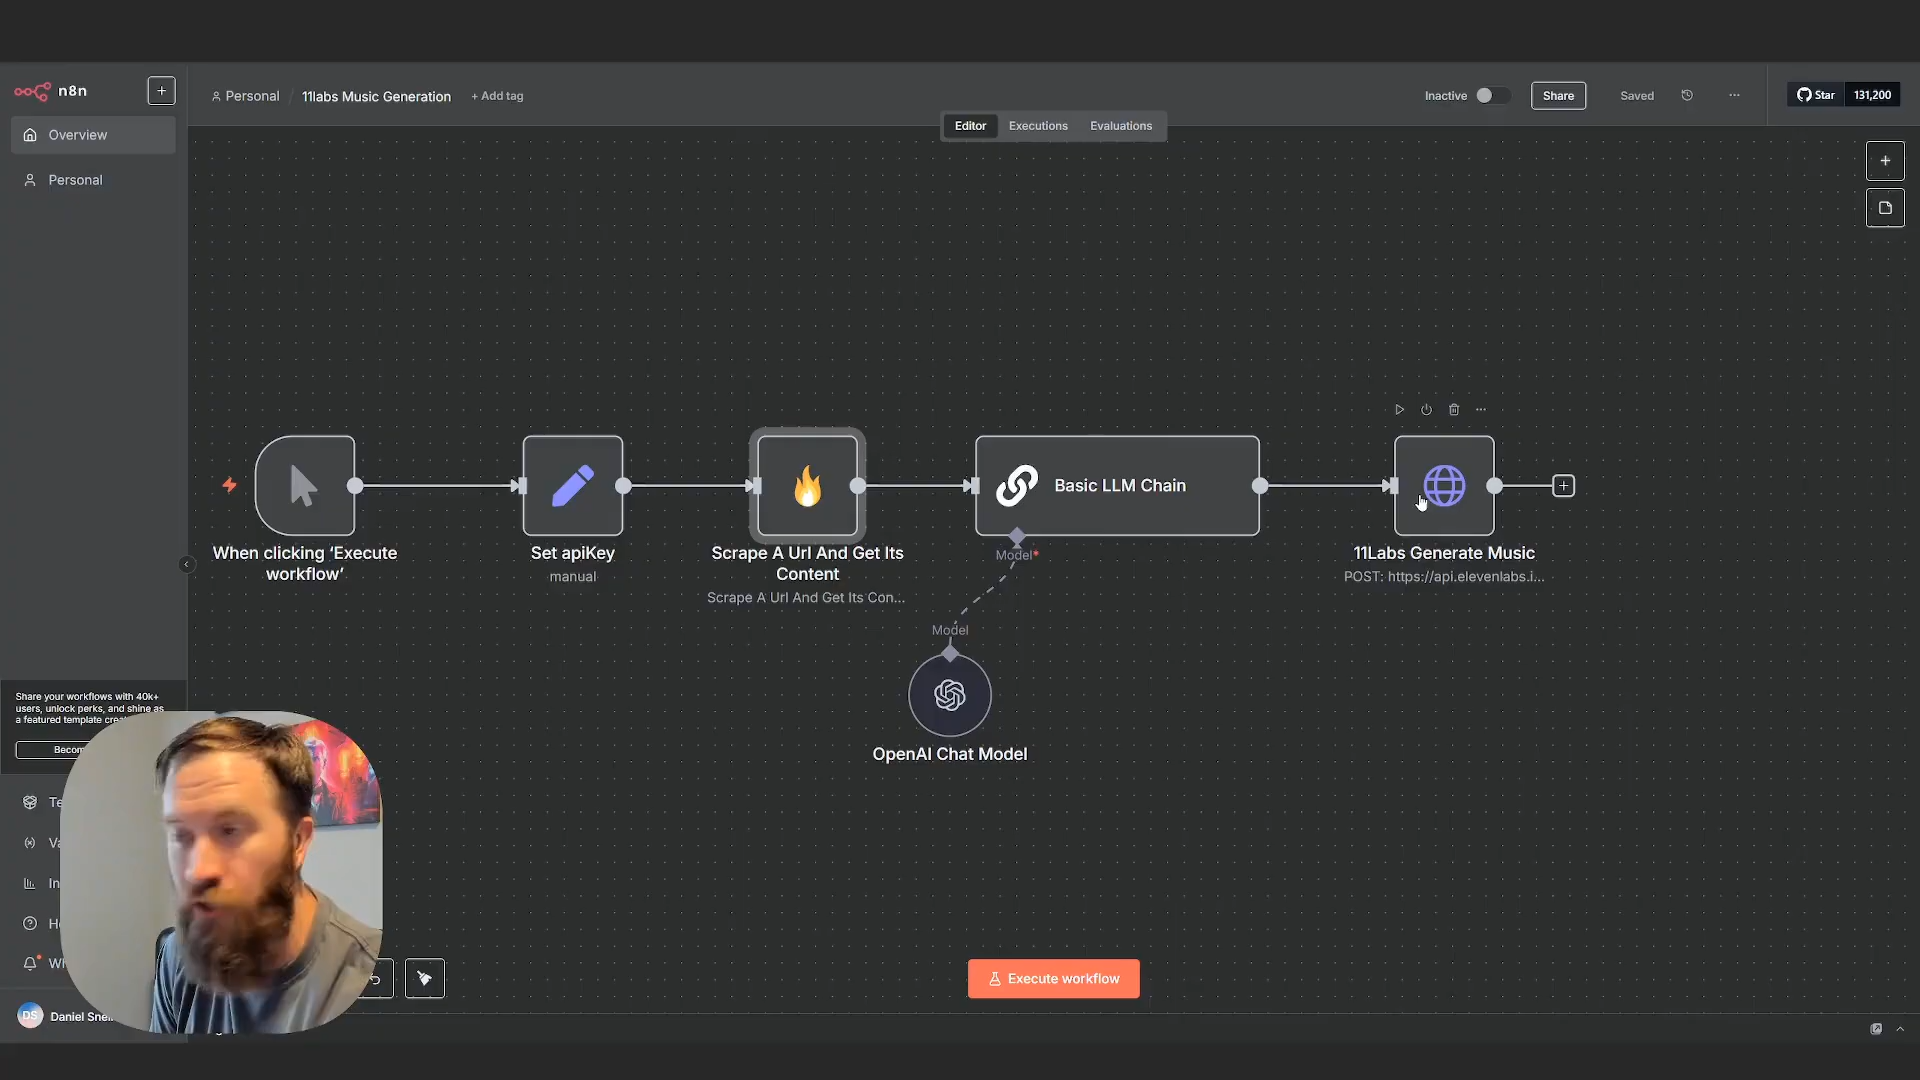 n8n
Personal / 11labs Music Generation + Add tag
Inactive
Share
Saved
Star 131,200
Editor Executions Evaluations
Overview
Personal
Basic LLM Chain
When clicking ‘Execute
workflow’
Set apiKey
manual
Scrape A Url And Get Its
Content
Scrape A Url And Get Its Con...
Model*
11Labs Generate Music
POST: https://api.elevenlabs.i...
Model
OpenAI Chat Model
Share your workflows with 40k+
users, unlock perks, and shine as
a featured template
Execute workflow
DS Daniel